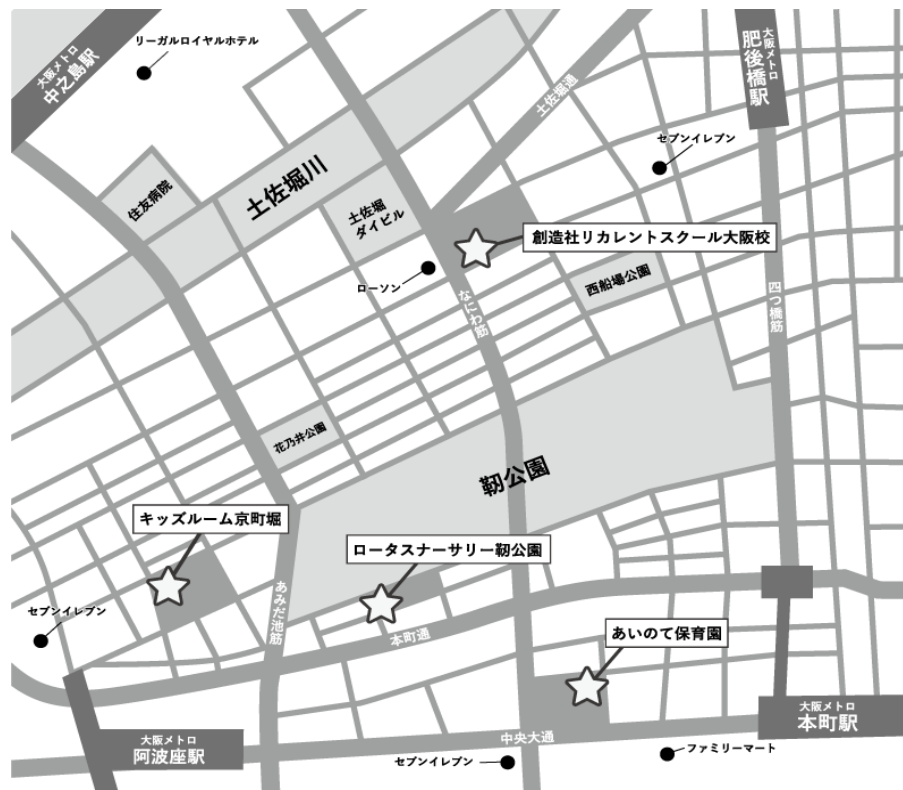 リーガルロイヤルホテル
大阪メトロ
中之島駅
大阪メトロ
肥後橋駅
土佐堀通
セブンイレブン
住友病院
土佐堀川
土佐堀
ダイビル
創造社リカレントスクール大阪校
ローソン
西船場公園
なにわ筋
四つ橋筋
花乃井公園
靭公園
キッズルーム京町堀
ロータスナーサリー靭公園
セブンイレブン
あみだ池筋
本町通
あいのて保育園
大阪メトロ
本町駅
大阪メトロ
阿波座駅
中央大通
セブンイレブン
ファミリーマート